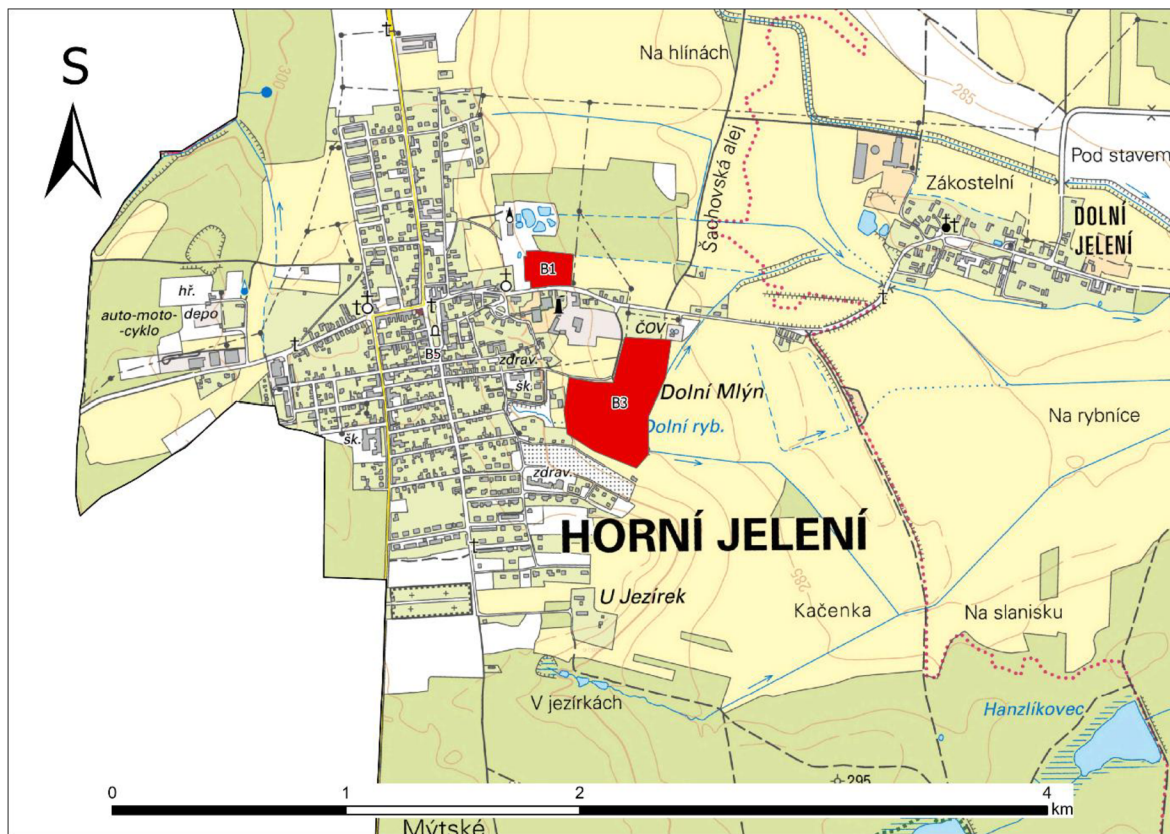 S
300
Na hlínách
285
Šachovská alej
Pod stavem
Zákostelní
DOLNÍ
JELENÍ
B1
hř.
auto-moto-
-cyklo
depo
ČOV
B5
zdrav.
šk.
B3
Dolní Mlýn
Dolní ryb.
Na rybníce
šk.
zdrav.
HORNÍ JELENÍ
285
U Jezírek
Kačenka
Na slanisku
V jezírkách
Hanzlíkovec
295
0 1 2 4
km
Mýtské